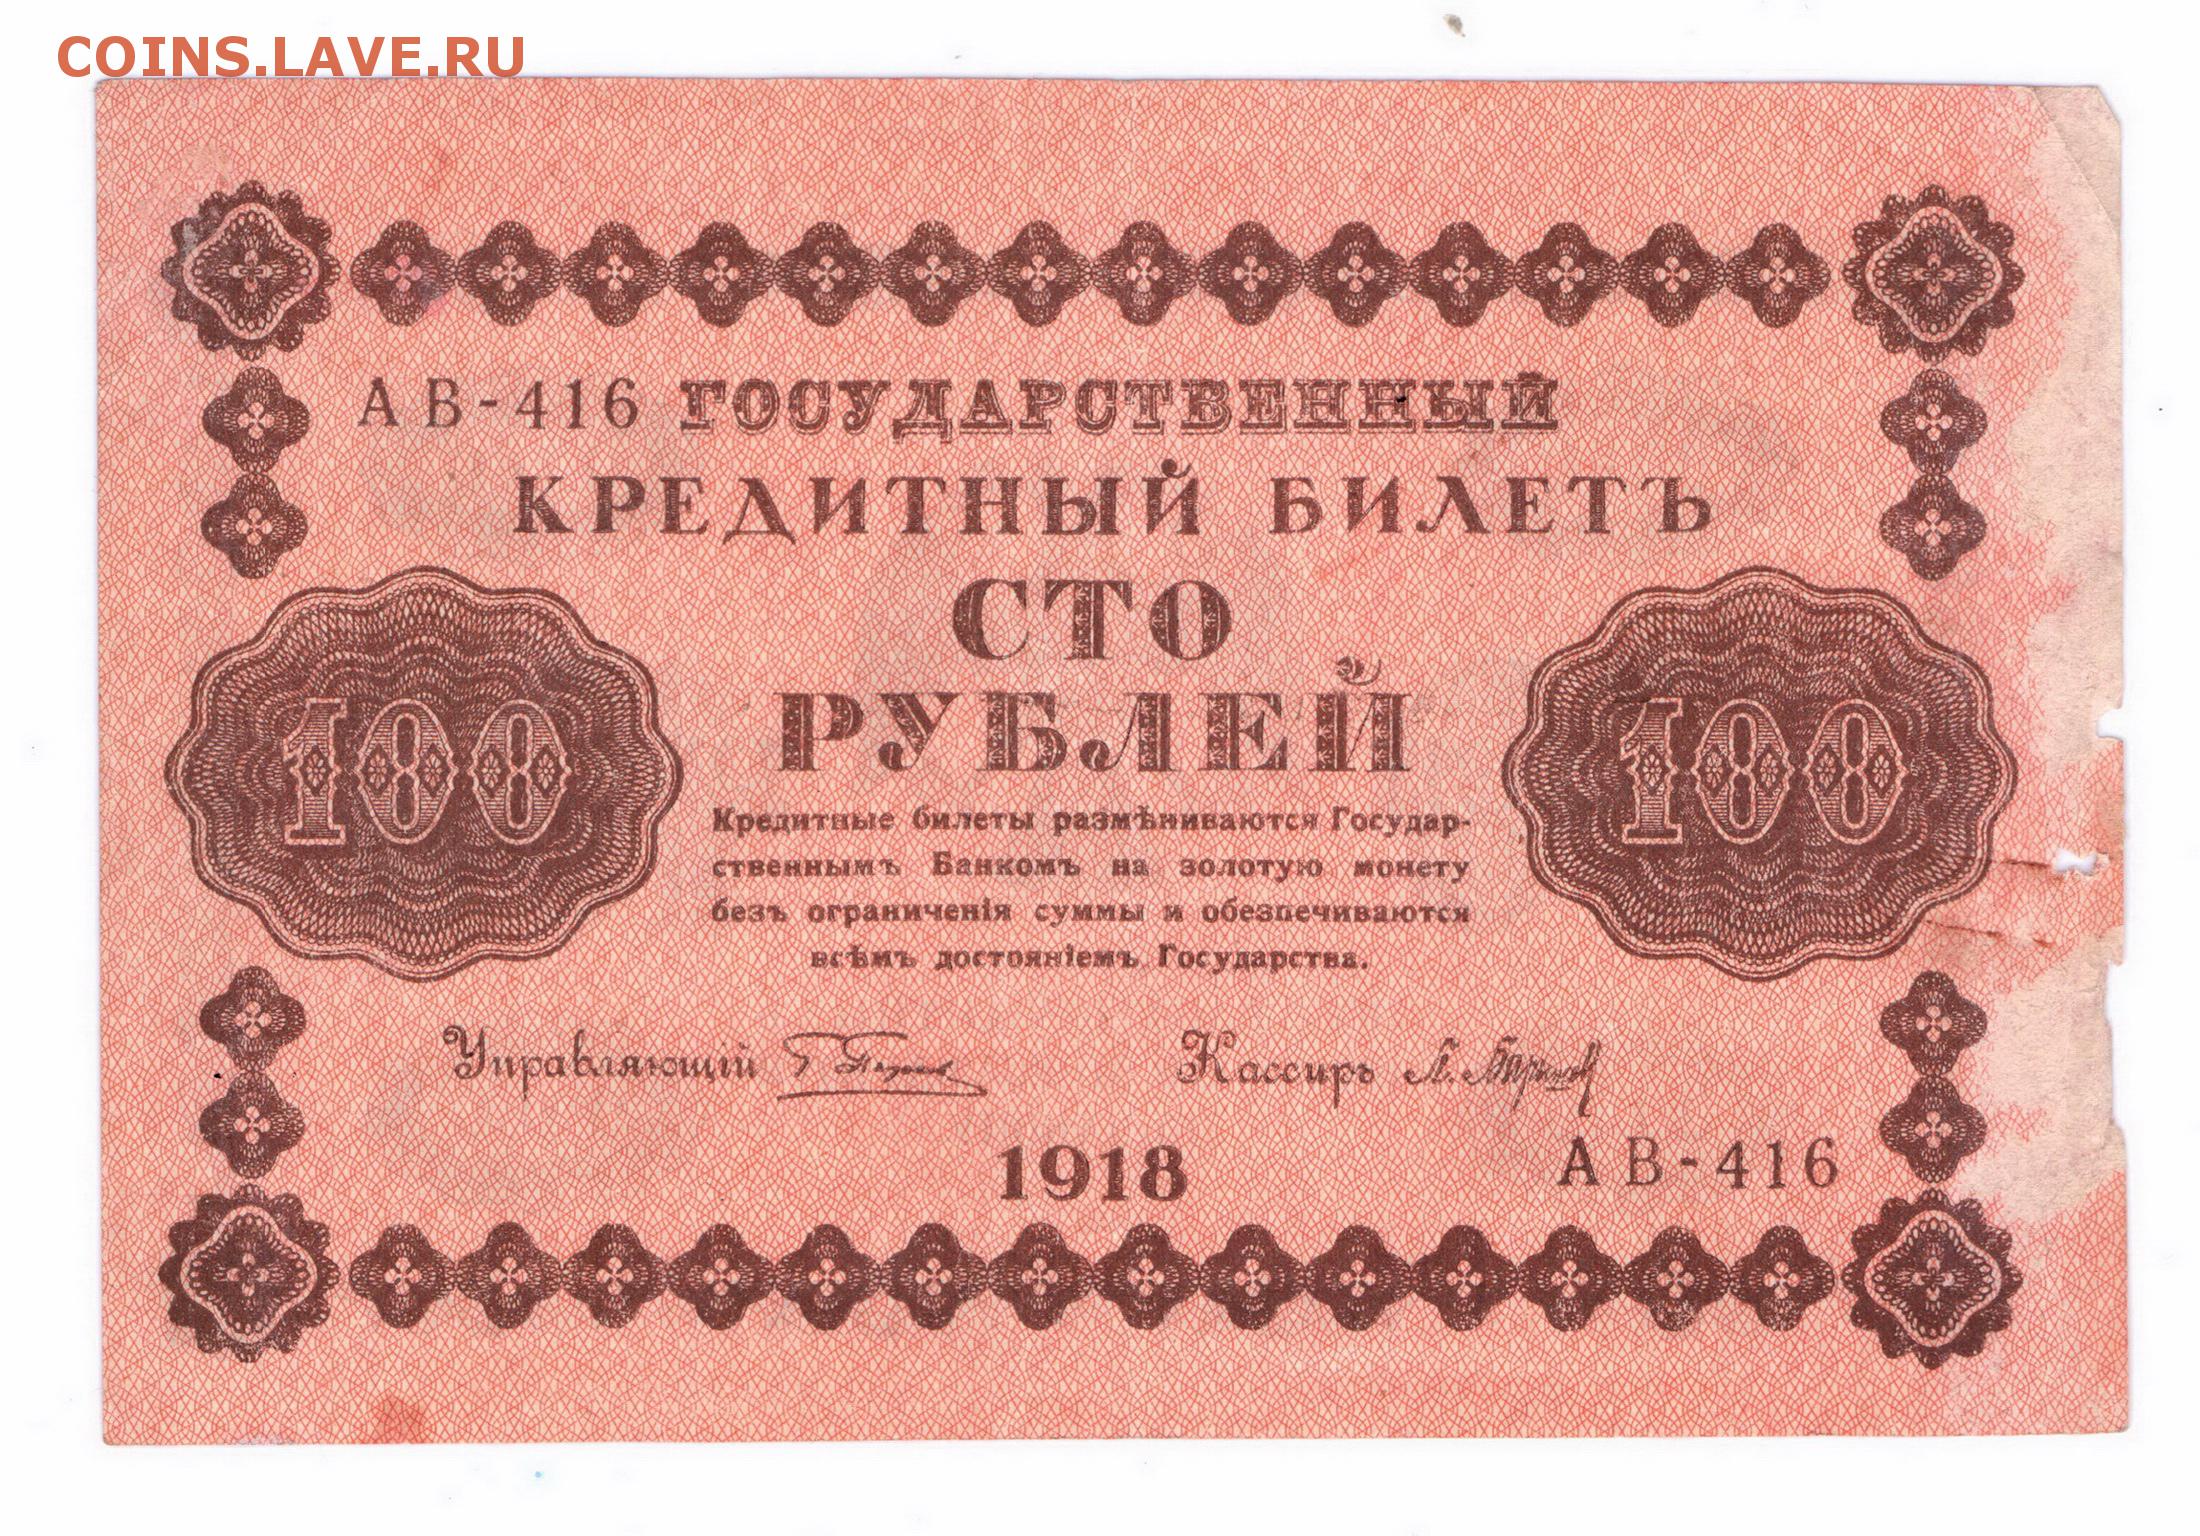 COINS.LAVE.RU
АВ-416 ГОСУДАРСТВЕННЫЙ
КРЕДИТНЫЙ БИЛЕТЪ
СТО
РУБЛЕЙ
100
100
Кредитные билеты размѣниваются Государ-
ственнымъ Банкомъ на золотую монету
безъ ограниченія суммы и обезпечиваются
всѣмъ достояніемъ Государства.
Управляющій
Кассиръ
1918
АВ-416